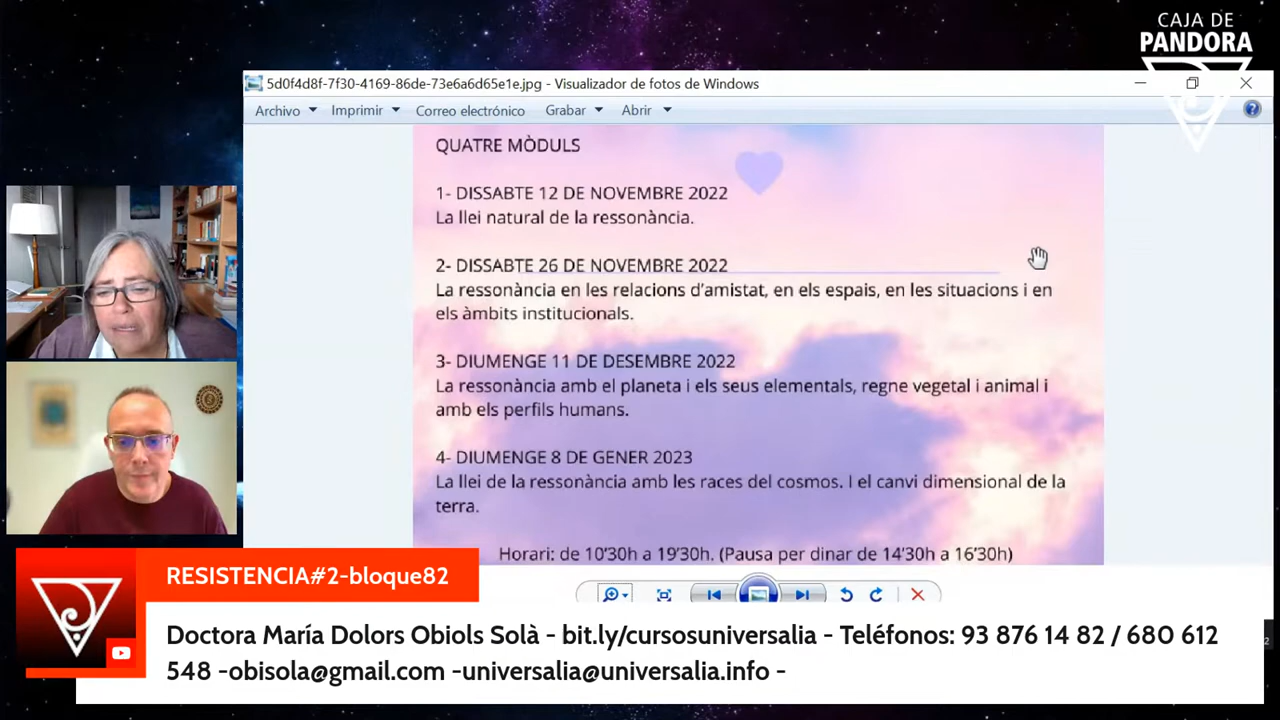 CAJA DE
PANDORA
5d0f4d8f-7f30-4169-86de-73e6a6d65e1e.jpg - Visualizador de fotos de Windows
Archivo Imprimir Correo electrónico Grabar Abrir
QUATRE MÒDULS
1- DISSABTE 12 DE NOVEMBRE 2022
La llei natural de la ressonància.
2- DISSABTE 26 DE NOVEMBRE 2022
La ressonància en les relacions d'amistat, en els espais, en les situacions i en
els àmbits institucionals.
3- DIUMENGE 11 DE DESEMBRE 2022
La ressonància amb el planeta i els seus elementals, regne vegetal i animal i
amb els perfils humans.
4- DIUMENGE 8 DE GENER 2023
La llei de la ressonància amb les races del cosmos. I el canvi dimensional de la
terra.
Horari: de 10'30h a 19'30h. (Pausa per dinar de 14'30h a 16'30h)
RESISTENCIA#2-bloque82
Doctora María Dolors Obiols Solà - bit.ly/cursosuniversalia - Teléfonos: 93 876 14 82 / 680 612
548 -obisola@gmail.com -universalia@universalia.info -